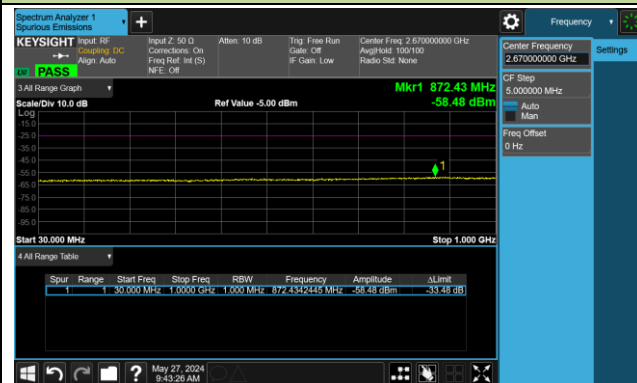 Spectrum Analyzer 1
Spurious Emissions
Frequency
KEYSIGHT
Input: RF
Coupling: DC
Align: Auto
Input Z: 50 Ω
Corrections: On
Freq Ref: Int (S)
NFE: Off
Atten: 10 dB
Trig: Free Run
Gate: Off
IF Gain: Low
Center Freq: 2.670000000 GHz
Avg|Hold: 100/100
Radio Std: None
PASS
Center Frequency
2.670000000 GHz
Settings
CF Step
5.000000 MHz
Auto
Man
Freq Offset
0 Hz
3 All Range Graph
Mkr1 872.43 MHz
Scale/Div 10.0 dB
Ref Value -5.00 dBm
-58.48 dBm
Log
-15.0
-25.0
-35.0
-45.0
-55.0
-65.0
-75.0
-85.0
-95.0
1
Start 30.000 MHz
Stop 1.000 GHz
4 All Range Table
Spur Range Start Freq Stop Freq RBW Frequency Amplitude ΔLimit
1 1 30.000 MHz 1.0000 GHz 1.000 MHz 872.4342445 MHz -58.48 dBm -33.48 dB
?
May 27, 2024
9:43:26 AM